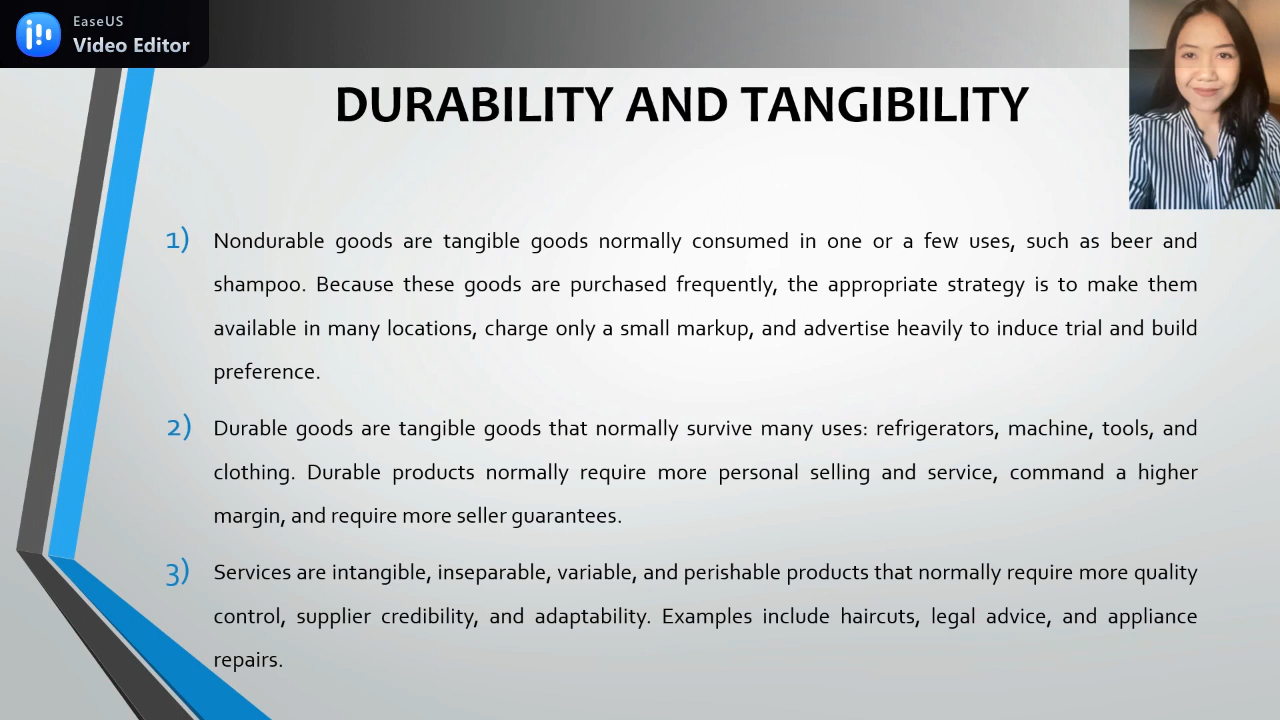 EaseUS
Video Editor
DURABILITY AND TANGIBILITY
1) Nondurable goods are tangible goods normally consumed in one or a few uses, such as beer and
shampoo. Because these goods are purchased frequently, the appropriate strategy is to make them
available in many locations, charge only a small markup, and advertise heavily to induce trial and build
preference.
2) Durable goods are tangible goods that normally survive many uses: refrigerators, machine, tools, and
clothing. Durable products normally require more personal selling and service, command a higher
margin, and require more seller guarantees.
3) Services are intangible, inseparable, variable, and perishable products that normally require more quality
control, supplier credibility, and adaptability. Examples include haircuts, legal advice, and appliance
repairs.